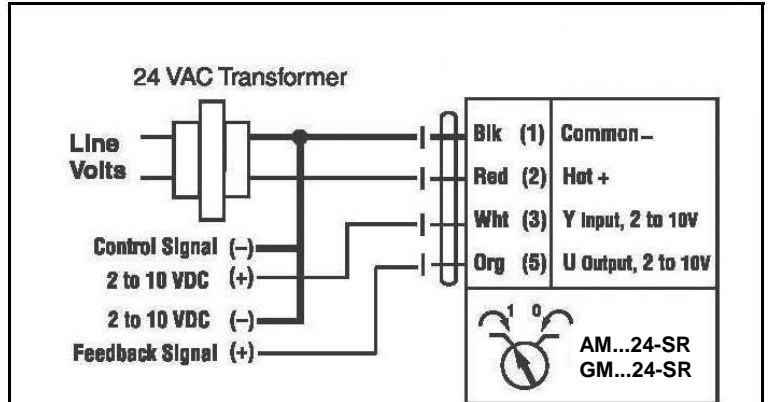 24 VAC Transformer
Line
Volts
Blk (1) Common –
Red (2) Hot +
Wht (3) Y Input, 2 to 10V
Org (5) U Output, 2 to 10V
Control Signal (–)
2 to 10 VDC (+)
2 to 10 VDC (–)
Feedback Signal (+)
1 0
AM...24-SR
GM...24-SR